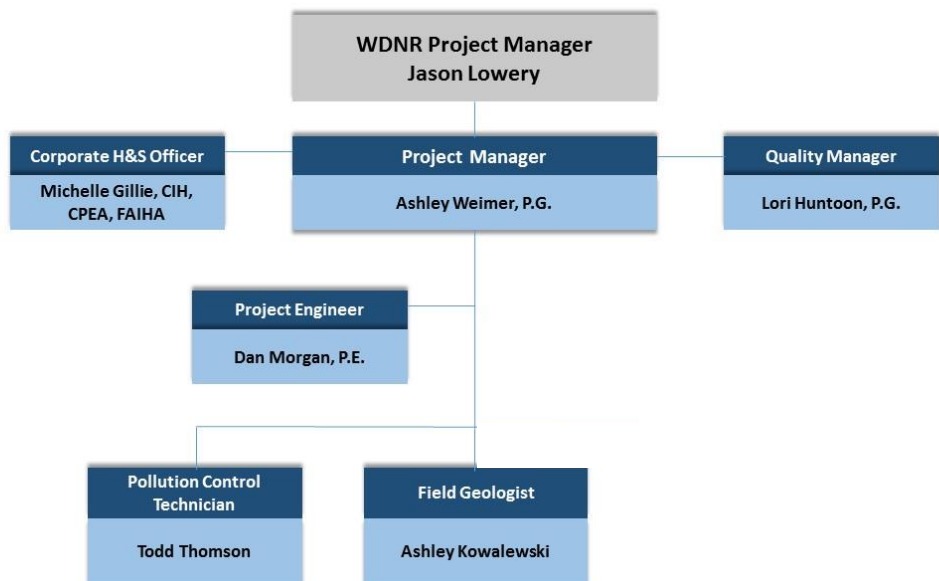 WDNR Project Manager
Jason Lowery
Corporate H&S Officer
Michelle Gillie, CIH,
CPEA, FAIHA
Project Manager
Ashley Weimer, P.G.
Quality Manager
Lori Huntoon, P.G.
Project Engineer
Dan Morgan, P.E.
Pollution Control
Technician
Todd Thomson
Field Geologist
Ashley Kowalewski